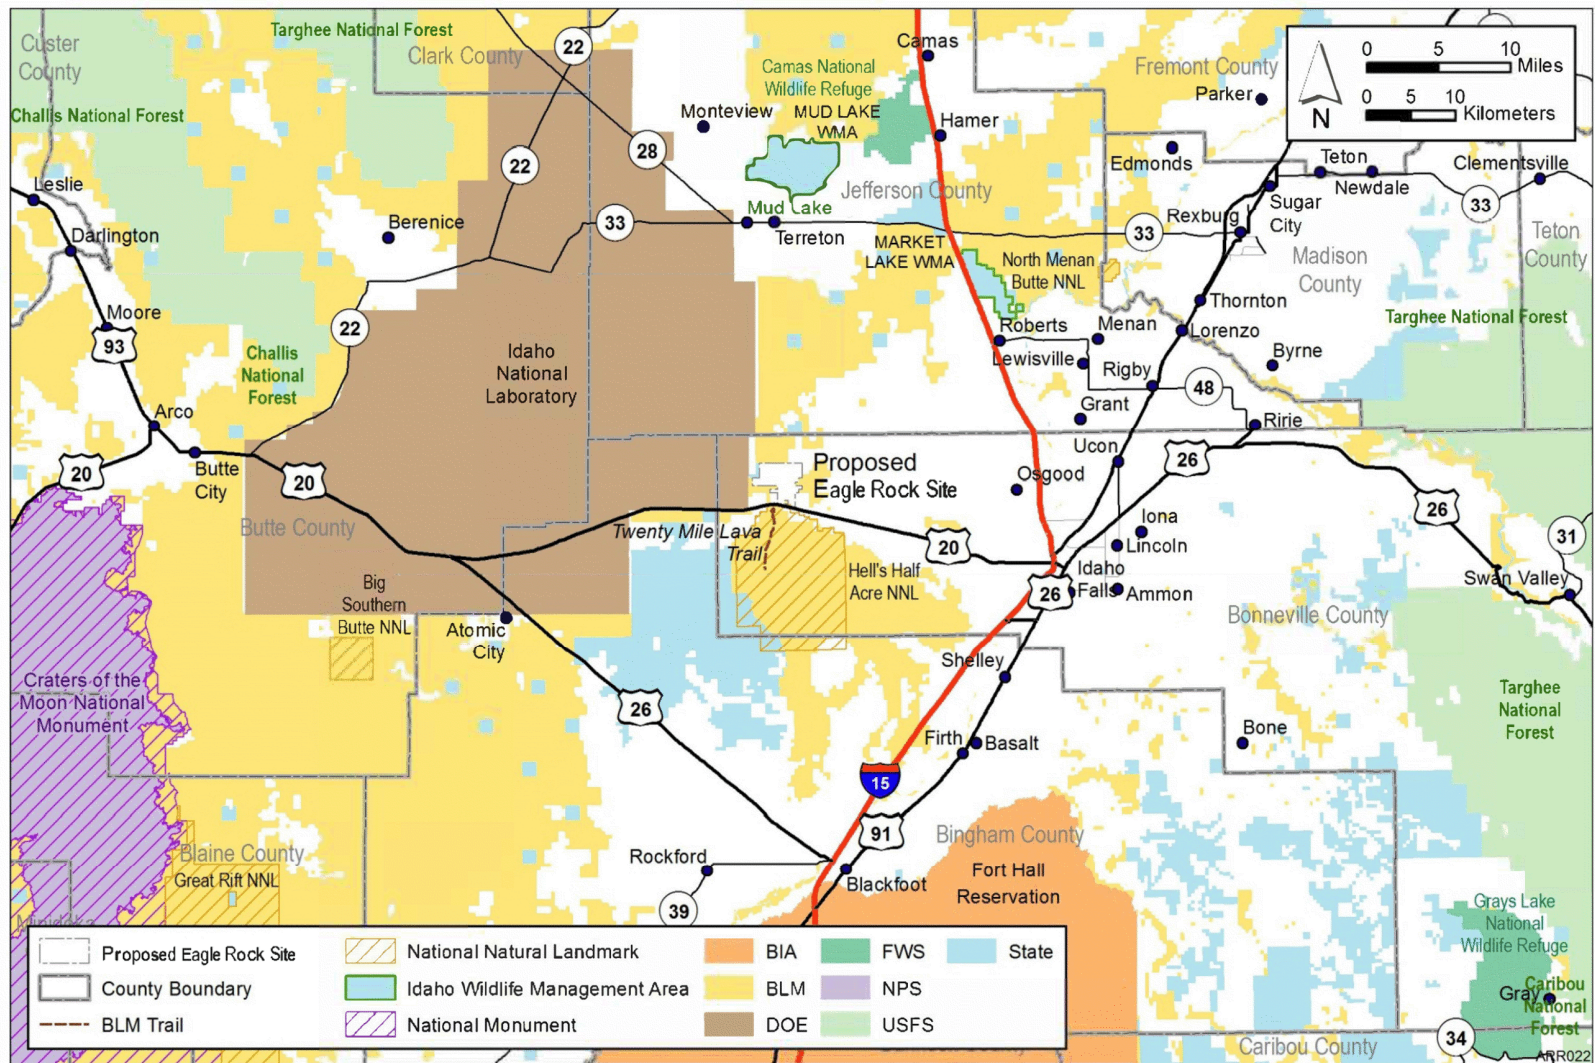 Custer
County
Targhee National Forest
Clark County
22
Camas
Camas National
Wildlife Refuge
Fremont County
Parker
0 5 10
Miles
0 5 10
Kilometers
N
Challis National Forest
Monteview
MUD LAKE
WMA
Hamer
28
22
Edmonds
Teton
Newdale
Clementsville
Leslie
Jefferson County
33
Mud Lake
Terreton
Berenice
33
Rexburg
Sugar
City
33
Darlington
MARKET
LAKE WMA
North Menan
Butte NNL
Madison
County
Teton
County
Moore
Thornton
22
93
Roberts
Menan
Lorenzo
Targhee National Forest
Challis
National
Forest
Idaho
National
Laboratory
Lewisville
Rigby
Byrne
48
Arco
Grant
Ririe
Ucon
20
Butte
City
20
Proposed
Eagle Rock Site
Osgood
26
26
Butte County
Twenty Mile Lava
Trail
20
Iona
Lincoln
31
Big
Southern
Butte NNL
Hell's Half
Acre NNL
Idaho
Falls
26
Ammon
Swan Valley
Atomic
City
Bonneville County
Craters of the
Moon National
Monument
Shelley
26
Targhee
National
Forest
Firth
Basalt
Bone
15
91
Bingham County
Blaine County
Great Rift NNL
Rockford
Blackfoot
Fort Hall
Reservation
39
Grays Lake
National
Wildlife Refuge
Minidoka
Proposed Eagle Rock Site
County Boundary
BLM Trail
National Natural Landmark
Idaho Wildlife Management Area
National Monument
BIA
BLM
DOE
FWS
NPS
USFS
State
Gray
Caribou
National
Forest
34
Caribou County
ARR022